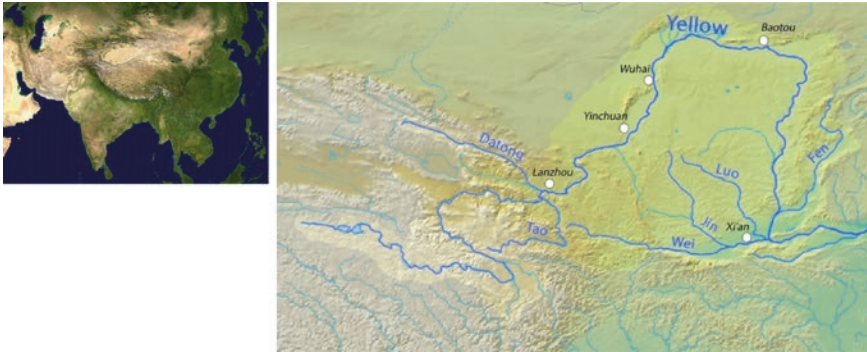 Yellow
Baotou
Wuhai
Yinchuan
Datong
Lanzhou
Luo
Fen
Jin
Xi'an
Tao
Wei